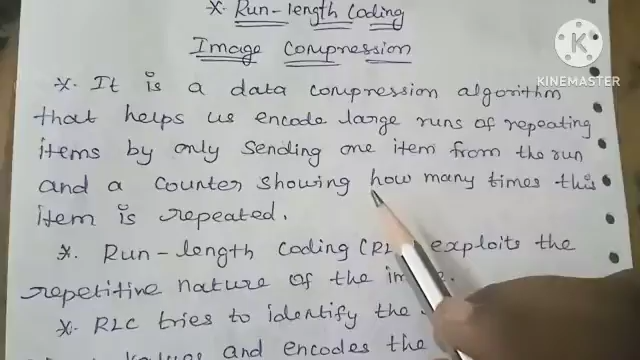 * Run-length Coding
Image Compression
K
KINEMASTER
* It is a data compression algorithm
that helps us encode large runs of repeating
items by only sending one item from the run
and a counter showing how many times this
item is repeated.
* Run-length coding (RL exploits the
repetitive nature of the
* RLC tries to identify the
and encodes the